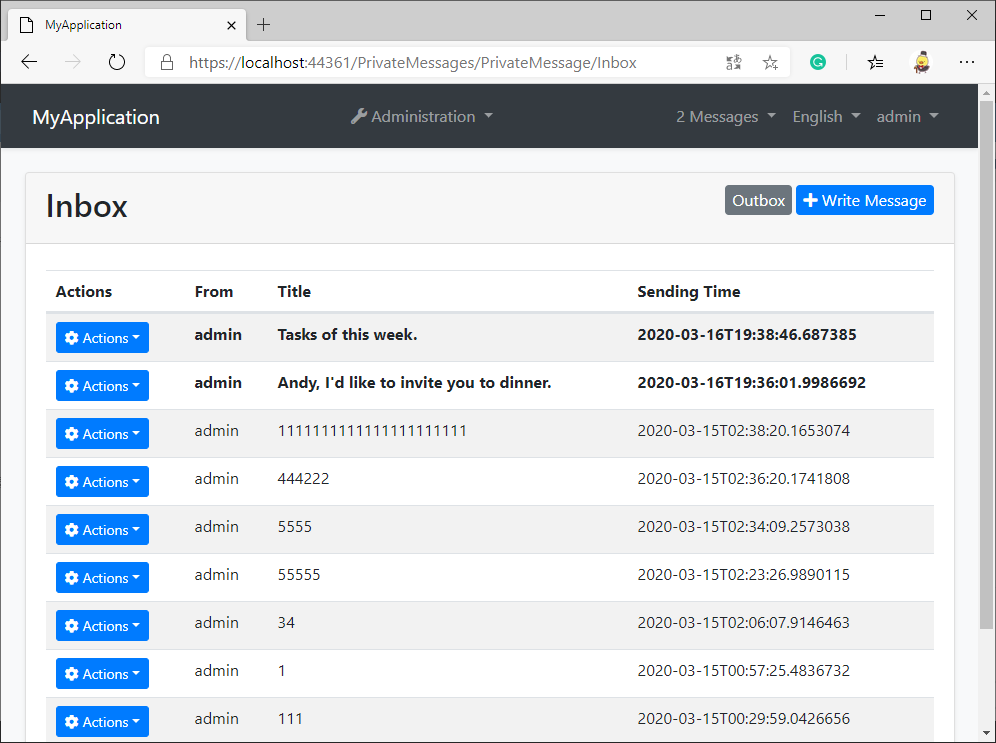 MyApplication
https://localhost:44361/PrivateMessages/PrivateMessage/Inbox
MyApplication Administration 2 Messages English admin
Inbox Outbox Write Message
Actions From Title Sending Time
Actions admin Tasks of this week. 2020-03-16T19:38:46.687385
Actions admin Andy, I'd like to invite you to dinner. 2020-03-16T19:36:01.9986692
Actions admin 1111111111111111111111 2020-03-15T02:38:20.1653074
Actions admin 444222 2020-03-15T02:36:20.1741808
Actions admin 5555 2020-03-15T02:34:09.2573038
Actions admin 55555 2020-03-15T02:23:26.9890115
Actions admin 34 2020-03-15T02:06:07.9146463
Actions admin 1 2020-03-15T00:57:25.4836732
Actions admin 111 2020-03-15T00:29:59.0426656